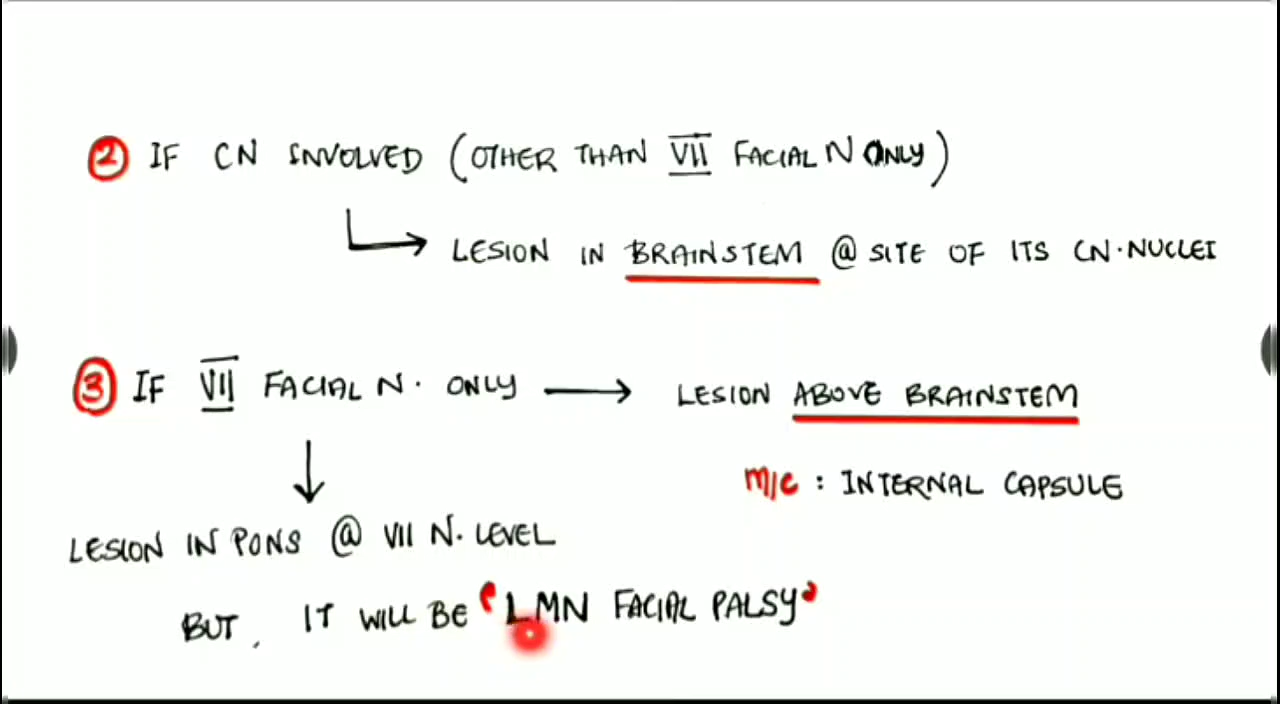 ② IF CN INVOLVED (OTHER THAN VII FACIAL N ONLY)
LESION IN BRAINSTEM @ SITE OF ITS CN. NUCLEI
③ IF VII FACIAL N. ONLY → LESION ABOVE BRAINSTEM
M/C : INTERNAL CAPSULE
LESION IN PONS @ VII N. LEVEL
BUT, IT WILL BE "LMN FACIAL PALSY"